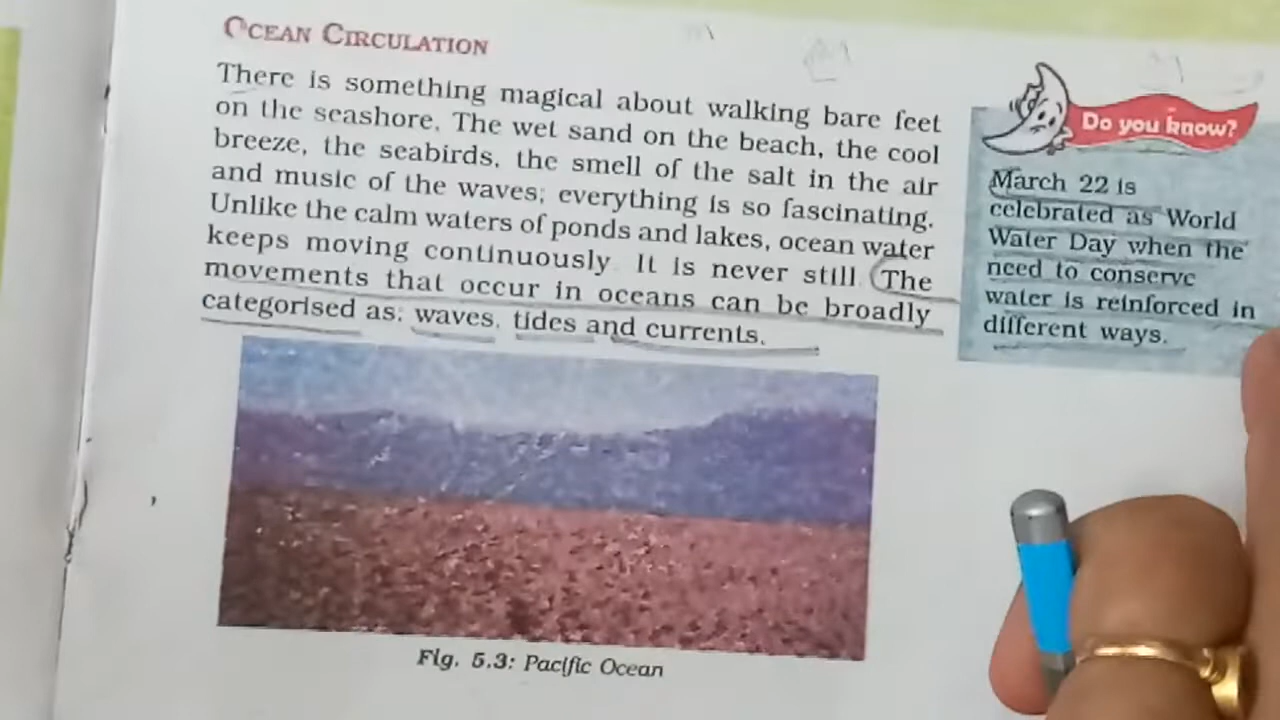 OCEAN CIRCULATION
There is something magical about walking bare feet
on the seashore. The wet sand on the beach, the cool
breeze, the seabirds, the smell of the salt in the air
and music of the waves; everything is so fascinating.
Unlike the calm waters of ponds and lakes, ocean water
keeps moving continuously. It is never still. The
movements that occur in oceans can be broadly
categorised as: waves, tides and currents.
Fig. 5.3: Pacific Ocean
Do you know?
March 22 is
celebrated as World
Water Day when the
need to conserve
water is reinforced in
different ways.